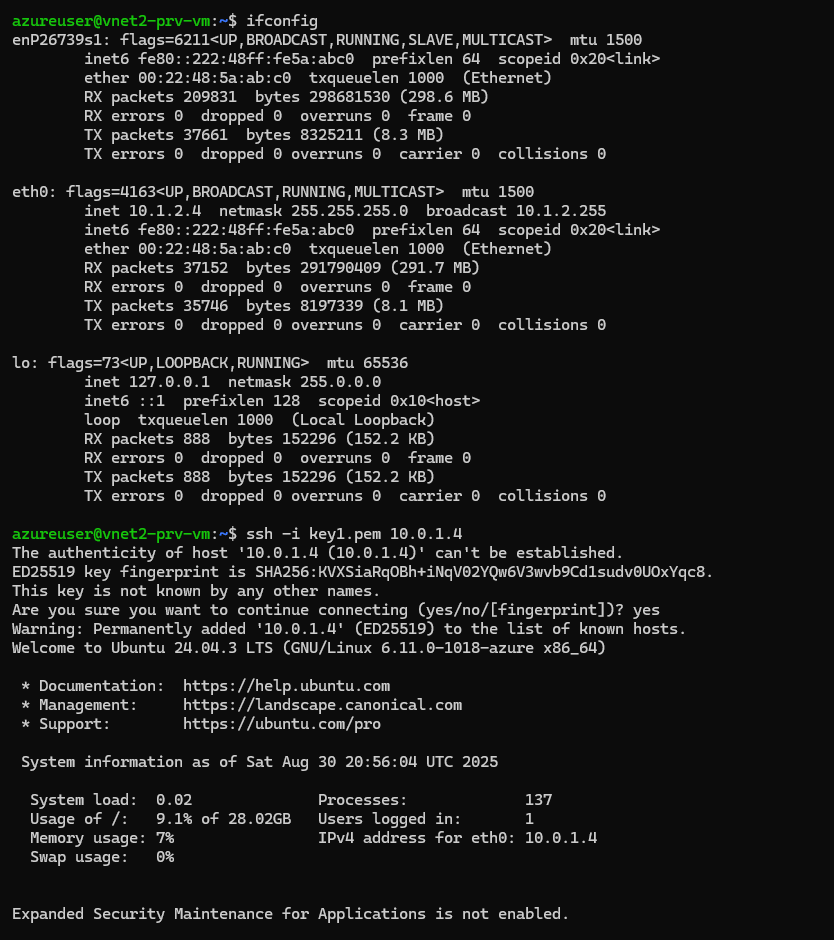 azureuser@vnet2-prv-vm:~$ ifconfig
enP26739s1: flags=6211<UP,BROADCAST,RUNNING,SLAVE,MULTICAST>  mtu 1500
        inet6 fe80::222:48ff:fe5a:abc0  prefixlen 64  scopeid 0x20<link>
        ether 00:22:48:5a:ab:c0  txqueuelen 1000  (Ethernet)
        RX packets 209831  bytes 298681530 (298.6 MB)
        RX errors 0  dropped 0  overruns 0  frame 0
        TX packets 37661  bytes 8325211 (8.3 MB)
        TX errors 0  dropped 0 overruns 0  carrier 0  collisions 0

eth0: flags=4163<UP,BROADCAST,RUNNING,MULTICAST>  mtu 1500
        inet 10.1.2.4  netmask 255.255.255.0  broadcast 10.1.2.255
        inet6 fe80::222:48ff:fe5a:abc0  prefixlen 64  scopeid 0x20<link>
        ether 00:22:48:5a:ab:c0  txqueuelen 1000  (Ethernet)
        RX packets 37152  bytes 291790409 (291.7 MB)
        RX errors 0  dropped 0  overruns 0  frame 0
        TX packets 35746  bytes 8197339 (8.1 MB)
        TX errors 0  dropped 0 overruns 0  carrier 0  collisions 0

lo: flags=73<UP,LOOPBACK,RUNNING>  mtu 65536
        inet 127.0.0.1  netmask 255.0.0.0
        inet6 ::1  prefixlen 128  scopeid 0x10<host>
        loop  txqueuelen 1000  (Local Loopback)
        RX packets 888  bytes 152296 (152.2 KB)
        RX errors 0  dropped 0  overruns 0  frame 0
        TX packets 888  bytes 152296 (152.2 KB)
        TX errors 0  dropped 0 overruns 0  carrier 0  collisions 0

azureuser@vnet2-prv-vm:~$ ssh -i key1.pem 10.0.1.4
The authenticity of host '10.0.1.4 (10.0.1.4)' can't be established.
ED25519 key fingerprint is SHA256:KVXSiaRqOBh+iNqV02YQw6V3wvb9Cd1sudv0UOxYqc8.
This key is not known by any other names.
Are you sure you want to continue connecting (yes/no/[fingerprint])? yes
Warning: Permanently added '10.0.1.4' (ED25519) to the list of known hosts.
Welcome to Ubuntu 24.04.3 LTS (GNU/Linux 6.11.0-1018-azure x86_64)

 * Documentation:  https://help.ubuntu.com
 * Management:     https://landscape.canonical.com
 * Support:        https://ubuntu.com/pro

 System information as of Sat Aug 30 20:56:04 UTC 2025

  System load:  0.02              Processes:             137
  Usage of /:   9.1% of 28.02GB   Users logged in:       1
  Memory usage: 7%                IPv4 address for eth0: 10.0.1.4
  Swap usage:   0%

Expanded Security Maintenance for Applications is not enabled.